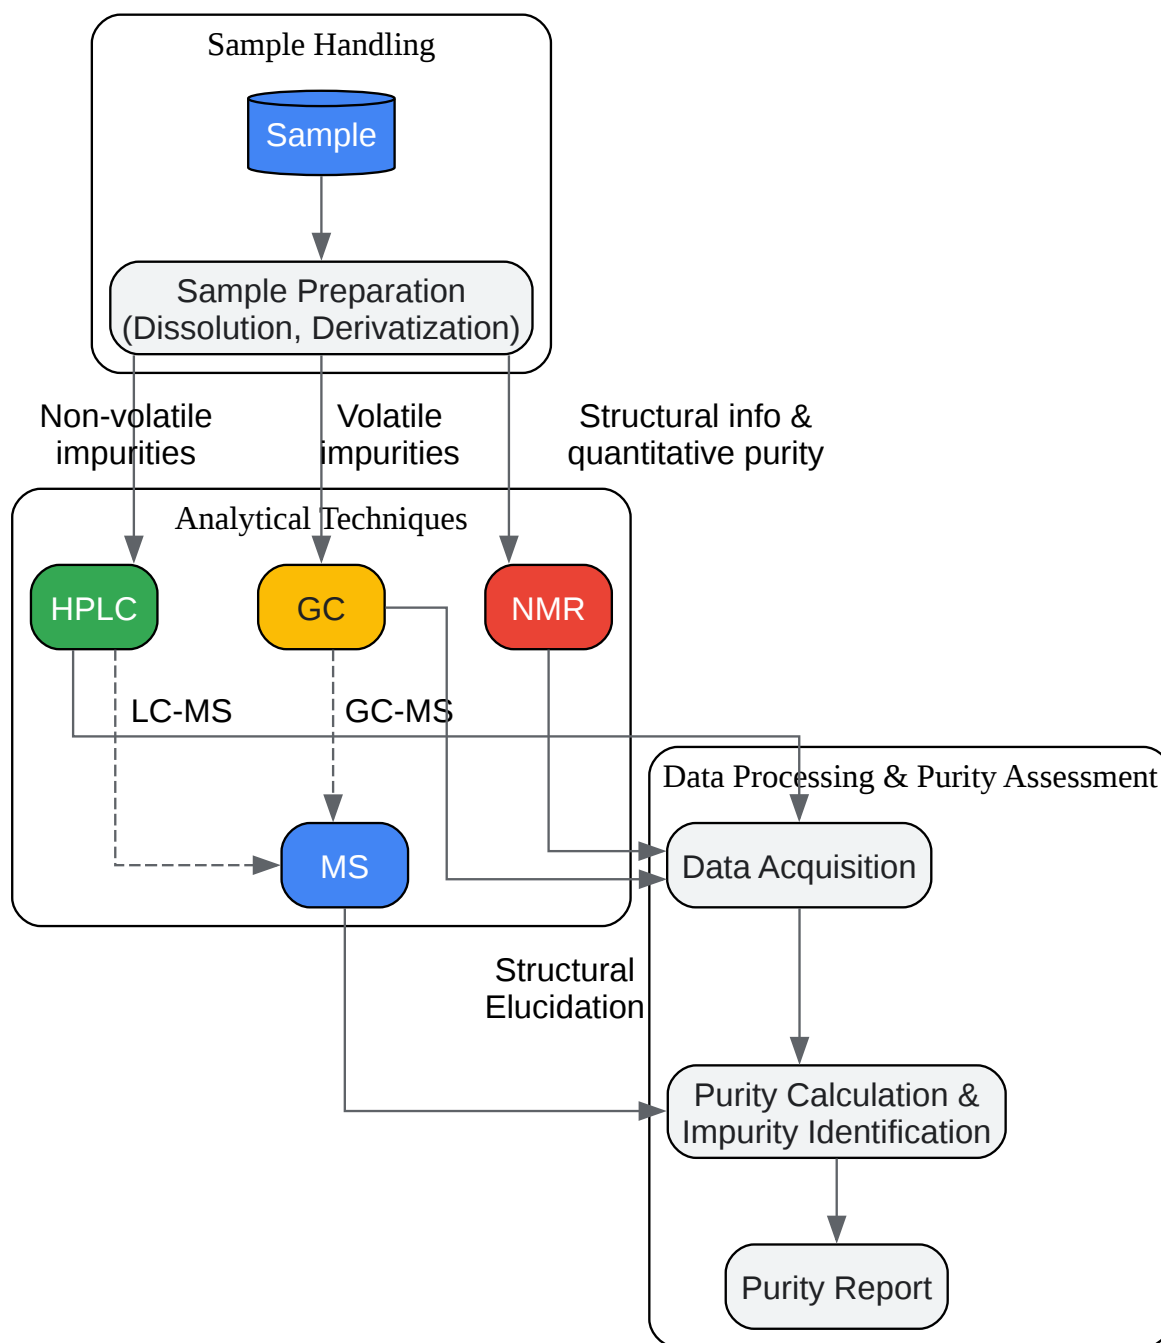 Sample Handling
Sample
Sample Preparation
(Dissolution, Derivatization)
Non-volatile
impurities
Volatile
impurities
Structural info &
quantitative purity
Analytical Techniques
HPLC
GC
NMR
LC-MS
GC-MS
MS
Data Processing & Purity Assessment
Data Acquisition
Structural
Elucidation
Purity Calculation &
Impurity Identification
Purity Report